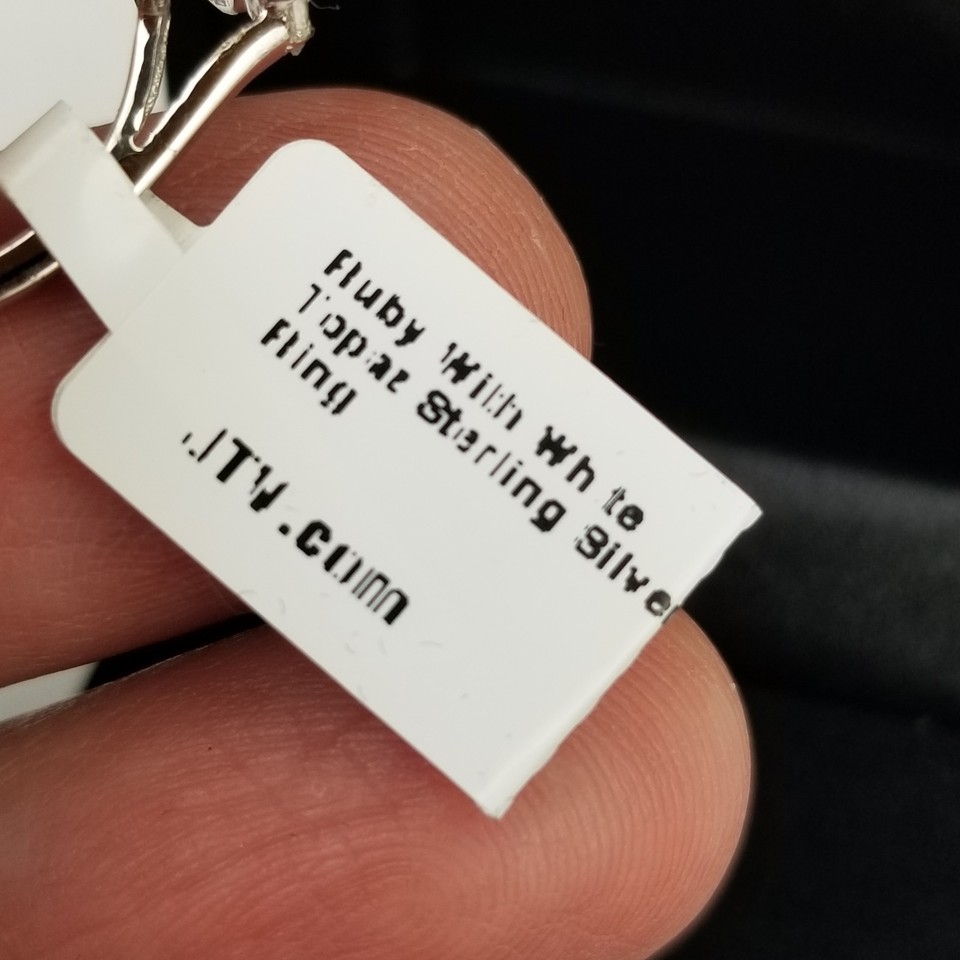 Ruby With White
Topaz Sterling Silver
Ring
JTV.com